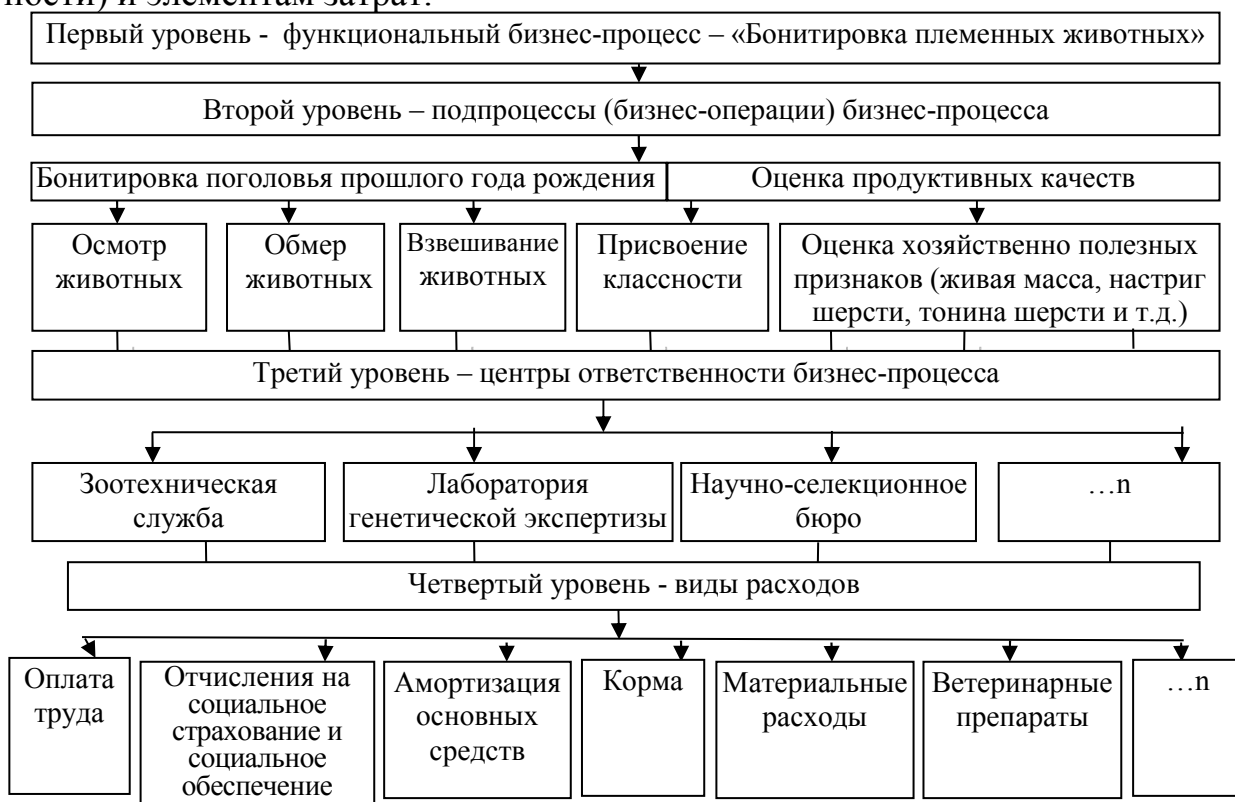 ности) и элементам затрат.
Первый уровень - функциональный бизнес-процесс – «Бонитировка племенных животных»
Второй уровень – подпроцессы (бизнес-операции) бизнес-процесса
Бонитировка поголовья прошлого года рождения
Оценка продуктивных качеств
Осмотр
животных
Обмер
животных
Взвешивание
животных
Присвоение
классности
Оценка хозяйственно полезных
признаков (живая масса, настриг
шерсти, тонина шерсти и т.д.)
Третий уровень – центры ответственности бизнес-процесса
Зоотехническая
служба
Лаборатория
генетической экспертизы
Научно-селекционное
бюро
…n
Четвертый уровень - виды расходов
Оплата
труда
Отчисления на
социальное
страхование и
социальное
обеспечение
Амортизация
основных
средств
Корма
Материальные
расходы
Ветеринарные
препараты
…n